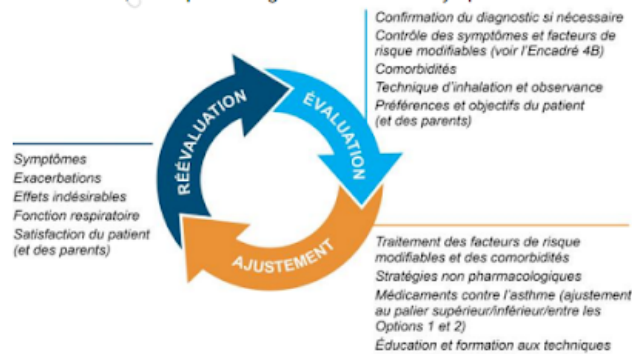 Confirmation du diagnostic si nécessaire
Contrôle des symptômes et facteurs de
risque modifiables (voir l'Encadré 4B)
Comorbidités
Technique d'inhalation et observance
Préférences et objectifs du patient
(et des parents)
ÉVALUATION
RÉÉVALUATION
Symptômes
Exacerbations
Effets indésirables
Fonction respiratoire
Satisfaction du patient
(et des parents)
AJUSTEMENT
Traitement des facteurs de risque
modifiables et des comorbidités
Stratégies non pharmacologiques
Médicaments contre l'asthme (ajustement
au palier supérieur/inférieur/entre les
Options 1 et 2)
Éducation et formation aux techniques